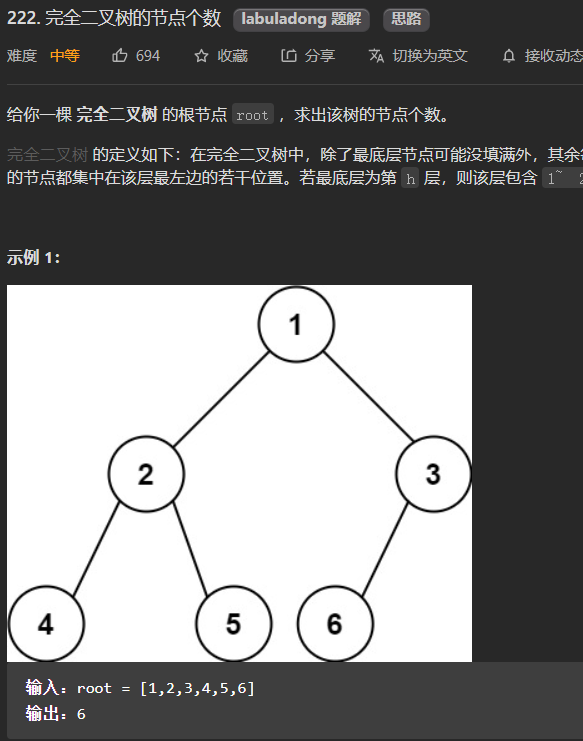 222. 完全二叉树的节点个数 labuladong 题解 思路
难度 中等 694 收藏 分享 切换为英文 接收动态
给你一棵 完全二叉树 的根节点 root ，求出该树的节点个数。
完全二叉树 的定义如下：在完全二叉树中，除了最底层节点可能没填满外，其余
的节点都集中在该层最左边的若干位置。若最底层为第 h 层，则该层包含 1~ 2
示例 1：
1
2 3
4 5 6
输入：root = [1,2,3,4,5,6]
输出：6